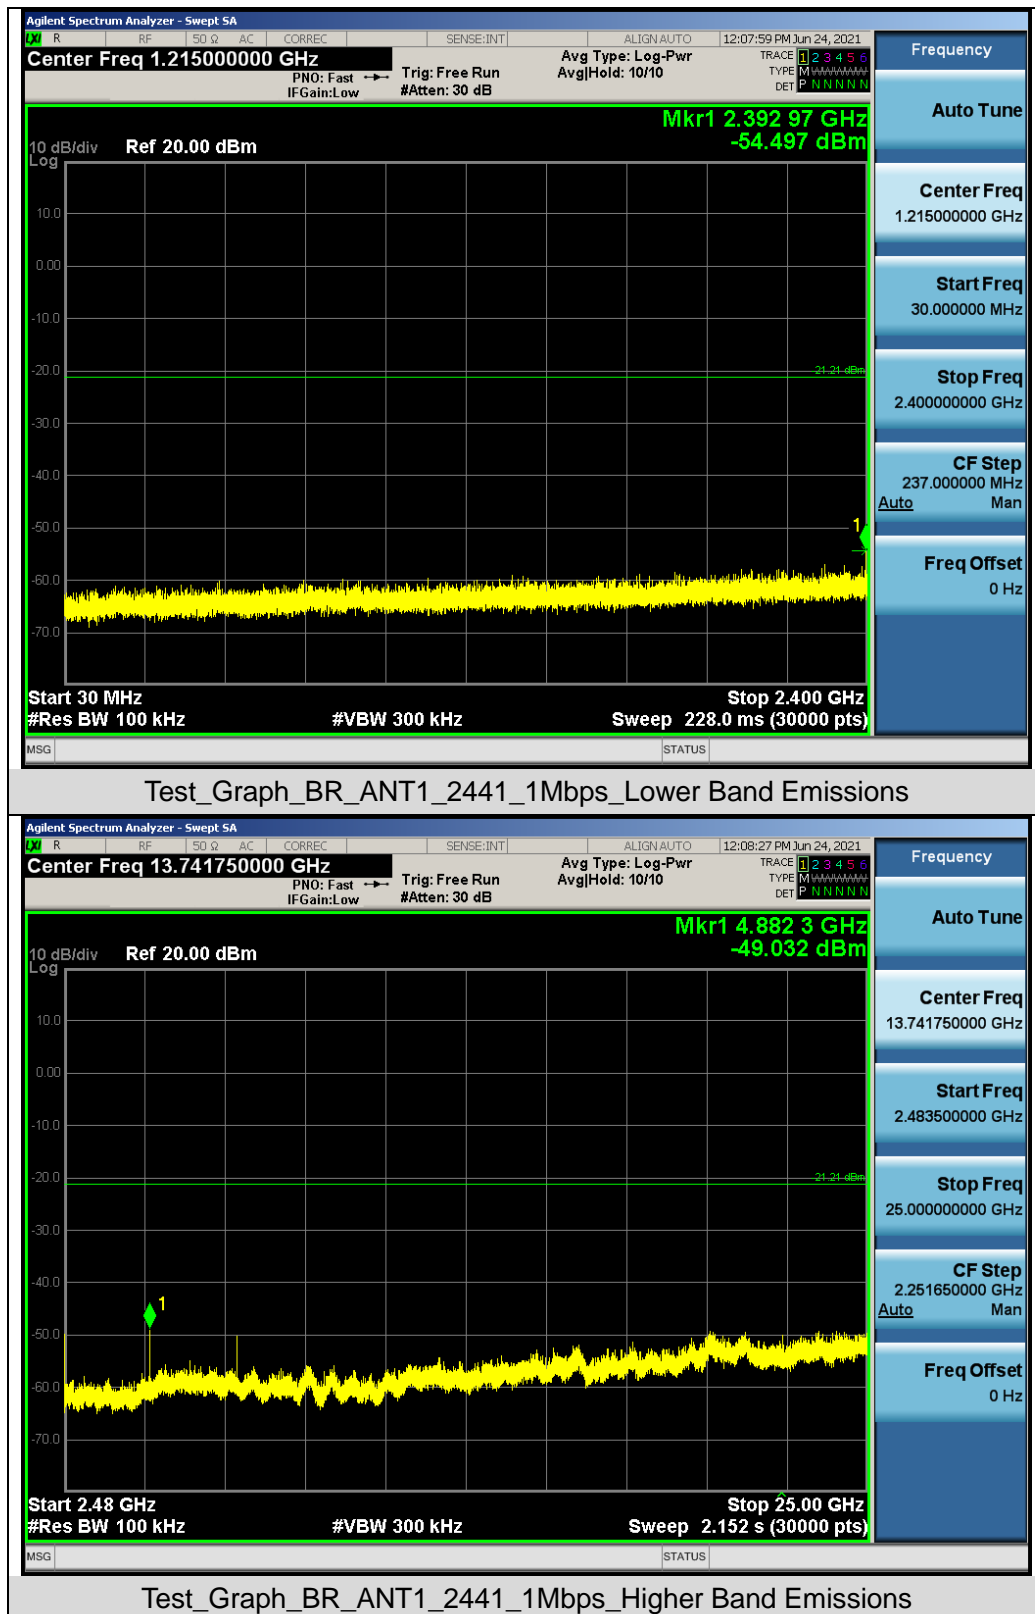 Agilent Spectrum Analyzer - Swept SA
LXI R RF 50 Ω AC CORREC SENSE:INT ALIGN AUTO 12:07:59 PM Jun 24, 2021
Center Freq 1.215000000 GHz
PNO: Fast
IFGain:Low
Trig: Free Run
#Atten: 30 dB
Avg Type: Log-Pwr
Avg|Hold: 10/10
TRACE 1 2 3 4 5 6
TYPE M WWWWW
DET P N N N N N
Mkr1 2.392 97 GHz
-54.497 dBm
10 dB/div Ref 20.00 dBm
Log
10.0
0.00
-10.0
-20.0
-21.21 dBm
-30.0
-40.0
-50.0
1
-60.0
-70.0
Start 30 MHz Stop 2.400 GHz
#Res BW 100 kHz #VBW 300 kHz Sweep 228.0 ms (30000 pts)
MSG STATUS
Frequency
Auto Tune
Center Freq
1.215000000 GHz
Start Freq
30.000000 MHz
Stop Freq
2.400000000 GHz
CF Step
237.000000 MHz
Auto Man
Freq Offset
0 Hz
Test_Graph_BR_ANT1_2441_1Mbps_Lower Band Emissions
Agilent Spectrum Analyzer - Swept SA
LXI R RF 50 Ω AC CORREC SENSE:INT ALIGN AUTO 12:08:27 PM Jun 24, 2021
Center Freq 13.741750000 GHz
PNO: Fast
IFGain:Low
Trig: Free Run
#Atten: 30 dB
Avg Type: Log-Pwr
Avg|Hold: 10/10
TRACE 1 2 3 4 5 6
TYPE M WWWWW
DET P N N N N N
Mkr1 4.882 3 GHz
-49.032 dBm
10 dB/div Ref 20.00 dBm
Log
10.0
0.00
-10.0
-20.0
-21.21 dBm
-30.0
-40.0
1
-50.0
-60.0
-70.0
Start 2.48 GHz Stop 25.00 GHz
#Res BW 100 kHz #VBW 300 kHz Sweep 2.152 s (30000 pts)
MSG STATUS
Frequency
Auto Tune
Center Freq
13.741750000 GHz
Start Freq
2.483500000 GHz
Stop Freq
25.000000000 GHz
CF Step
2.251650000 GHz
Auto Man
Freq Offset
0 Hz
Test_Graph_BR_ANT1_2441_1Mbps_Higher Band Emissions